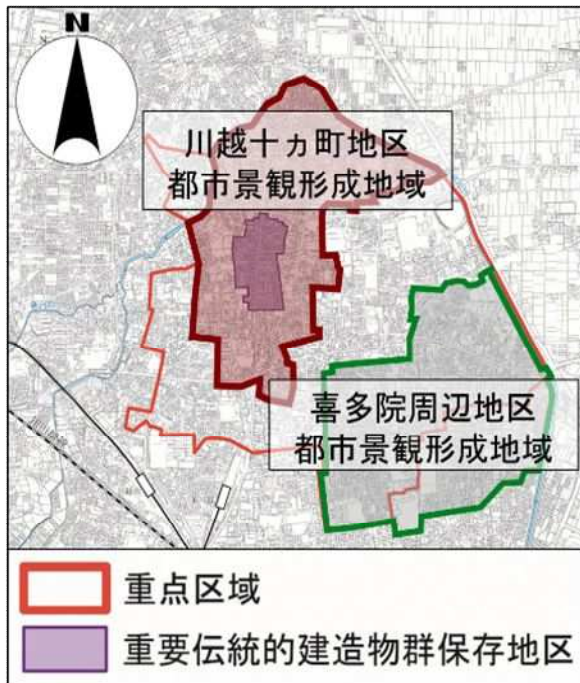 N
川越十ヵ町地区
都市景観形成地域
喜多院周辺地区
都市景観形成地域
重点区域
重要伝統的建造物群保存地区